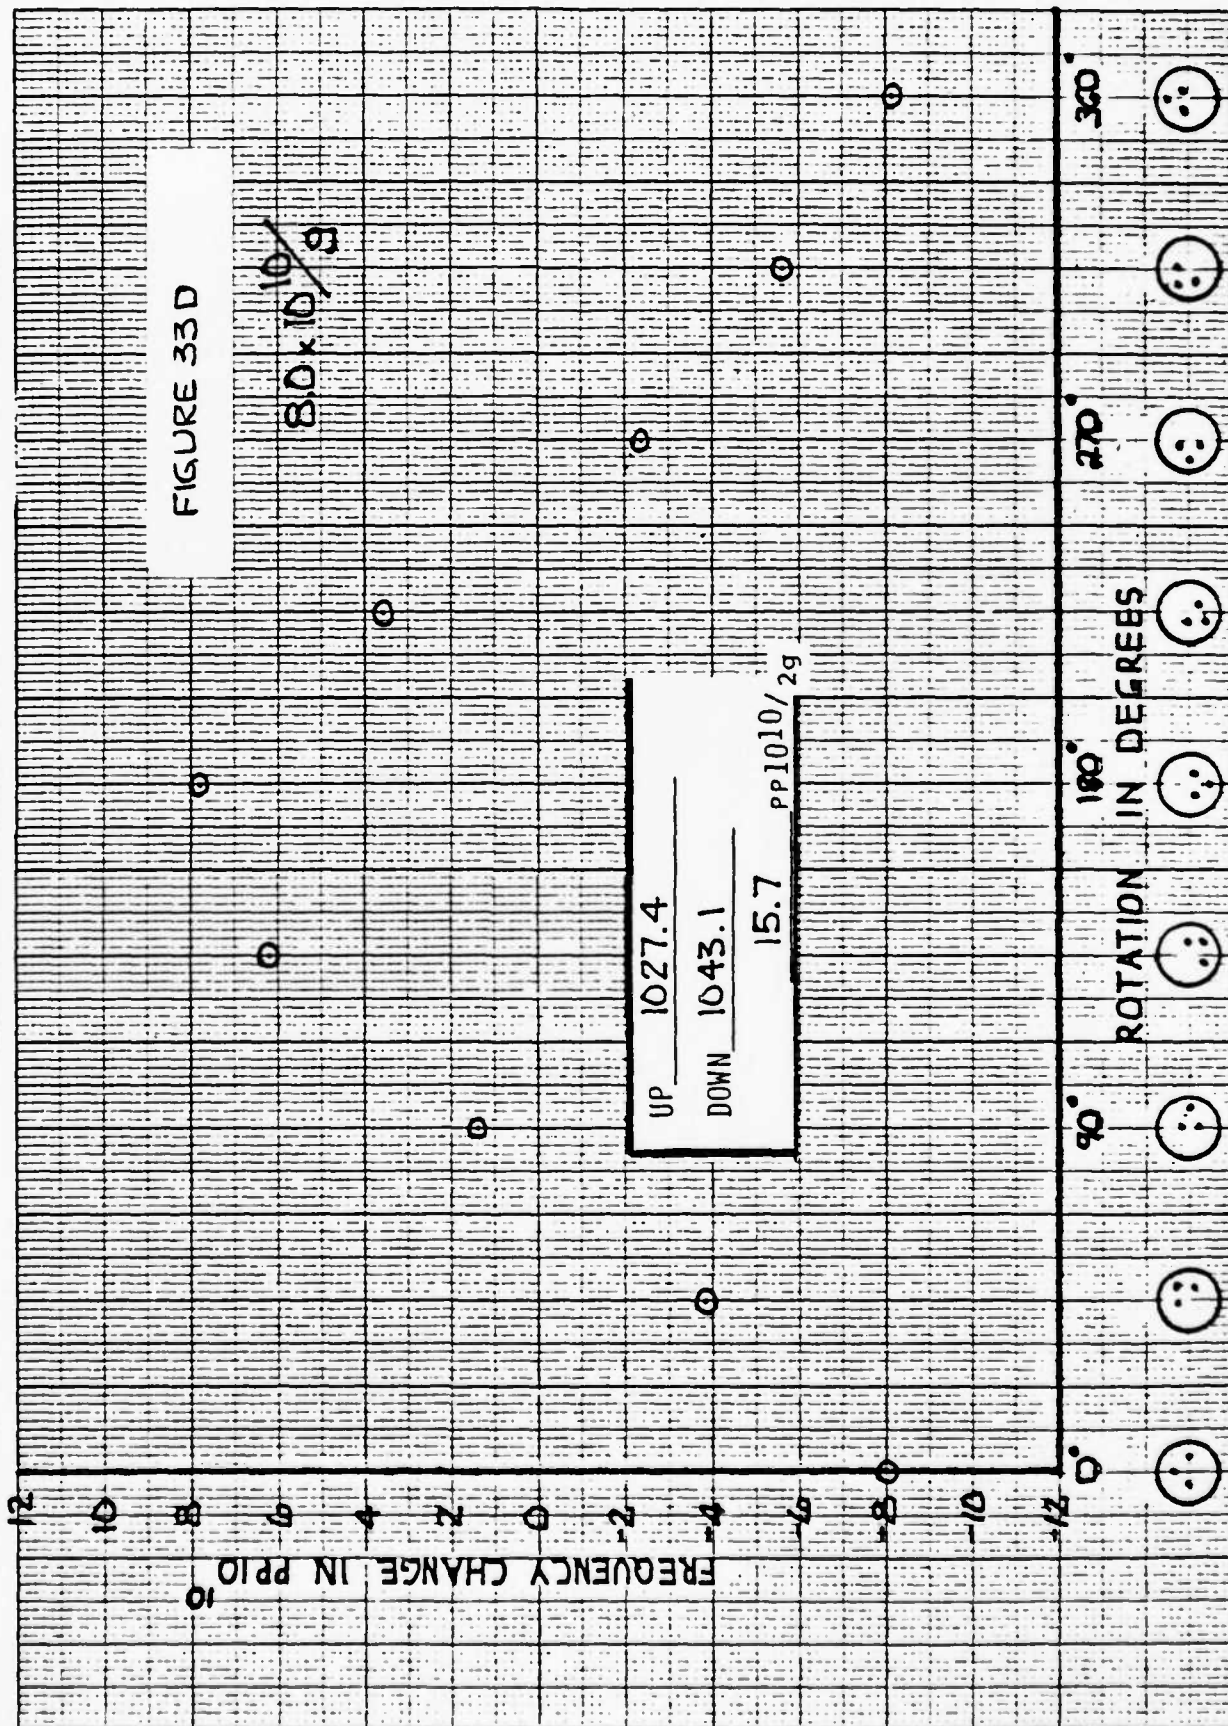 FIGURE 33D
8.0 x 10 10/g
UP 1027.4
DOWN 1043.1
15.7 PP1010/2g
FREQUENCY CHANGE IN PP10 10
12
10
8
6
4
2
0
-2
-4
-6
-8
-10
-12
0° 90° 180° 270° 360°
ROTATION IN DEGREES